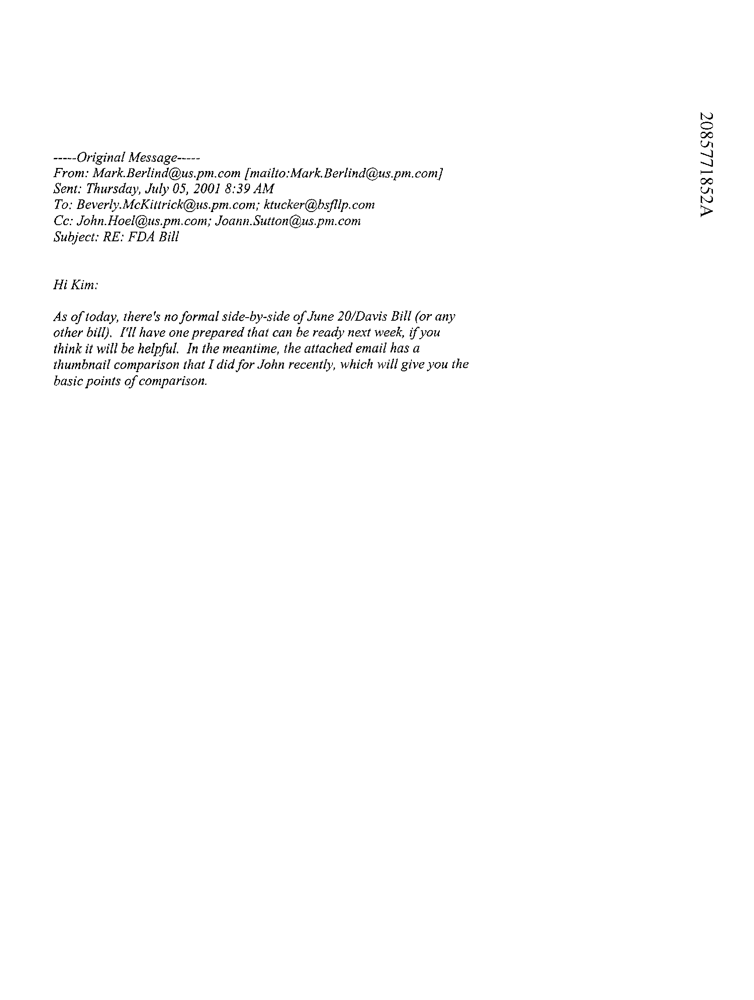 -----Original Message-----
From: Mark.Berlind@us.pm.com [mailto:Mark.Berlind@us.pm.com]
Sent: Thursday, July 05, 2001 8:39 AM
To: Beverly.McKittrick@us.pm.com; ktucker@bsfllp.com
Cc: John.Hoel@us.pm.com; Joann.Sutton@us.pm.com
Subject: RE: FDA Bill
Hi Kim:
As of today, there's no formal side-by-side of June 20/Davis Bill (or any
other bill). I'll have one prepared that can be ready next week, if you
think it will be helpful. In the meantime, the attached email has a
thumbnail comparison that I did for John recently, which will give you the
basic points of comparison.
2085771852A